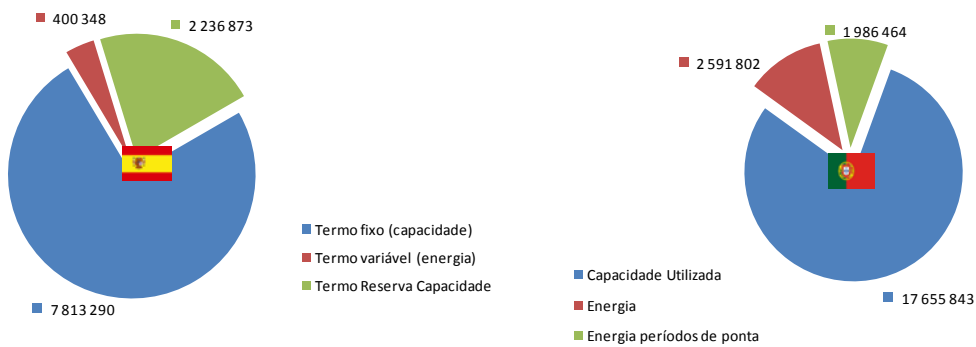 400 348
2 236 873
7 813 290
Termo fixo (capacidade)
Termo variável (energia)
Termo Reserva Capacidade
1 986 464
2 591 802
17 655 843
Capacidade Utilizada
Energia
Energia períodos de ponta